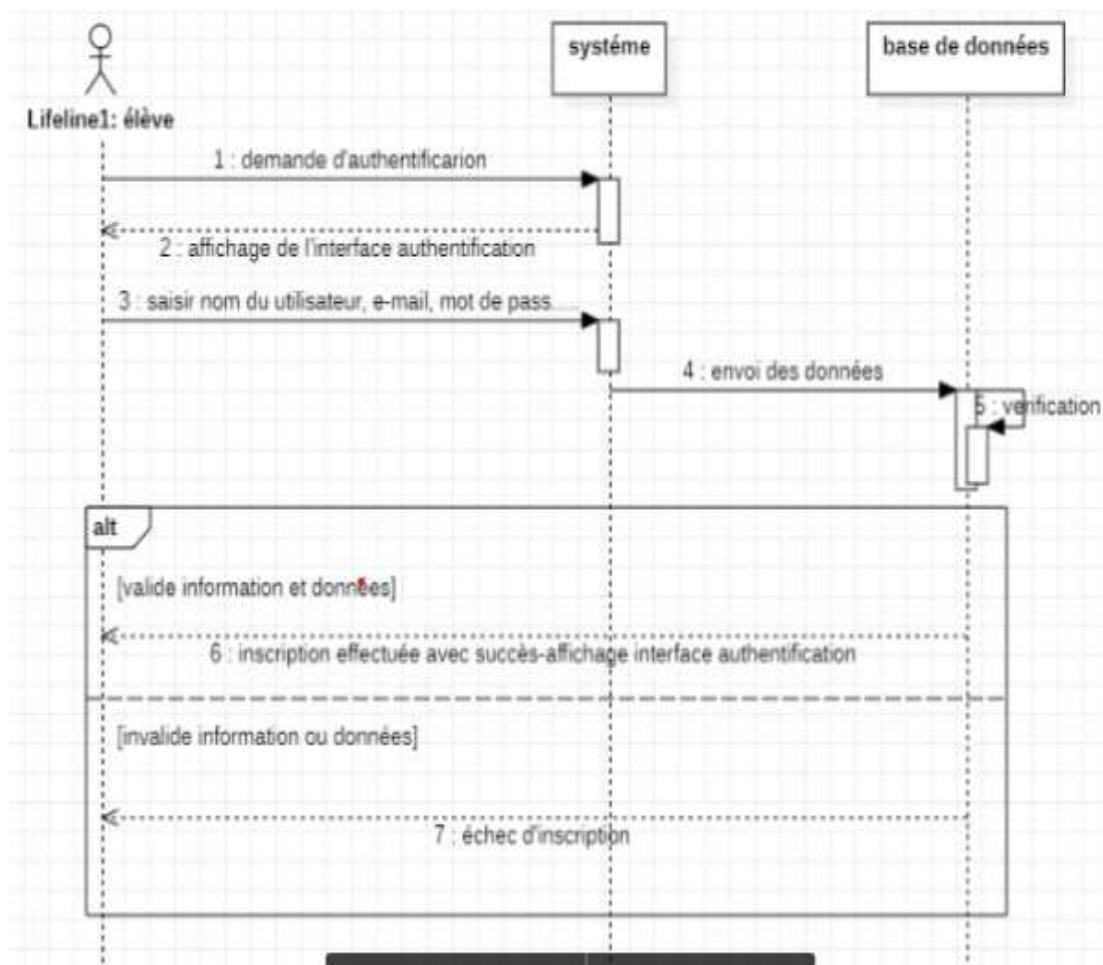 systéme
base de données
Lifeline1: élève
1 : demande d'authentificarion
2 : affichage de l'interface authentification
3 : saisir nom du utilisateur, e-mail, mot de pass.....
4 : envoi des données
5 : verification
alt
[valide information et données]
6 : inscription effectuée avec succès-affichage interface authentification
[invalide information ou données]
7 : échec d'inscription